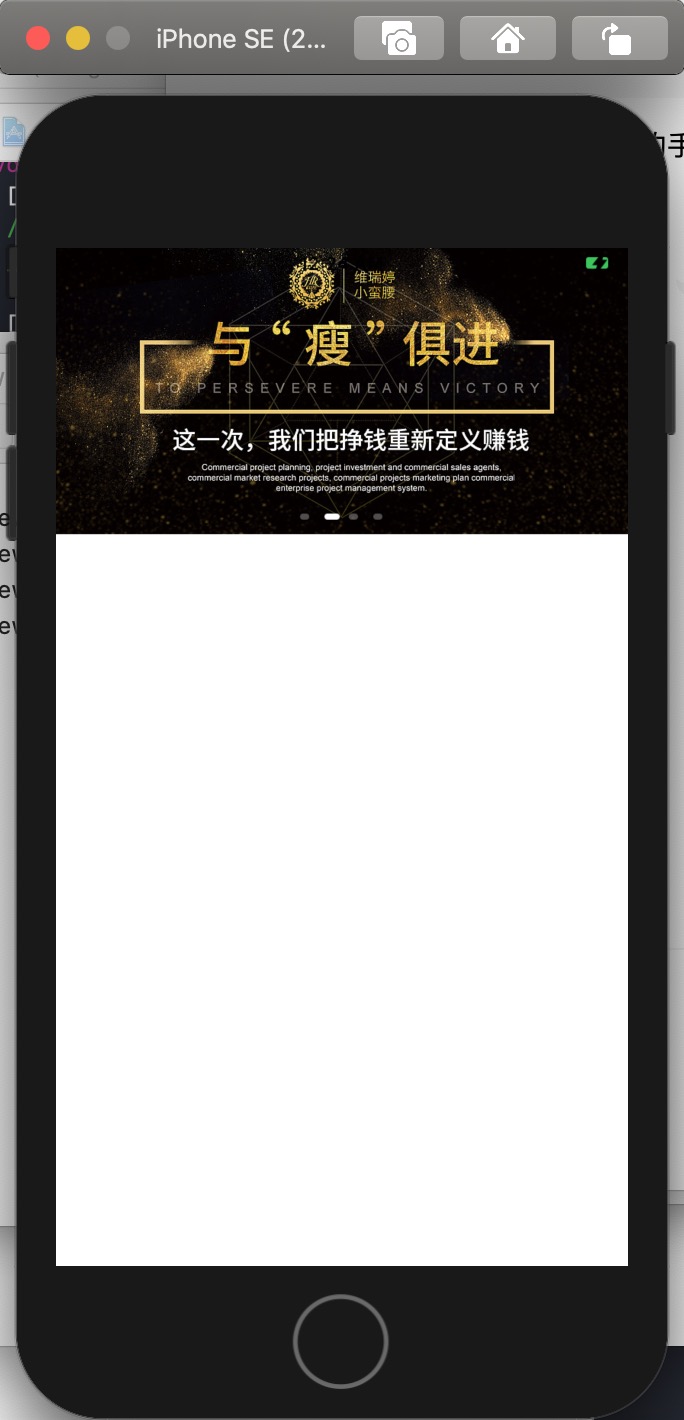 iPhone SE (2...
维瑞婷
小蛮腰
与“瘦”俱进
TO PERSEVERE MEANS VICTORY
这一次，我们把挣钱重新定义赚钱
Commercial project planning, project investment and commercial sales agents,
commercial market research projects, commercial projects marketing plan commercial
enterprise project management system.